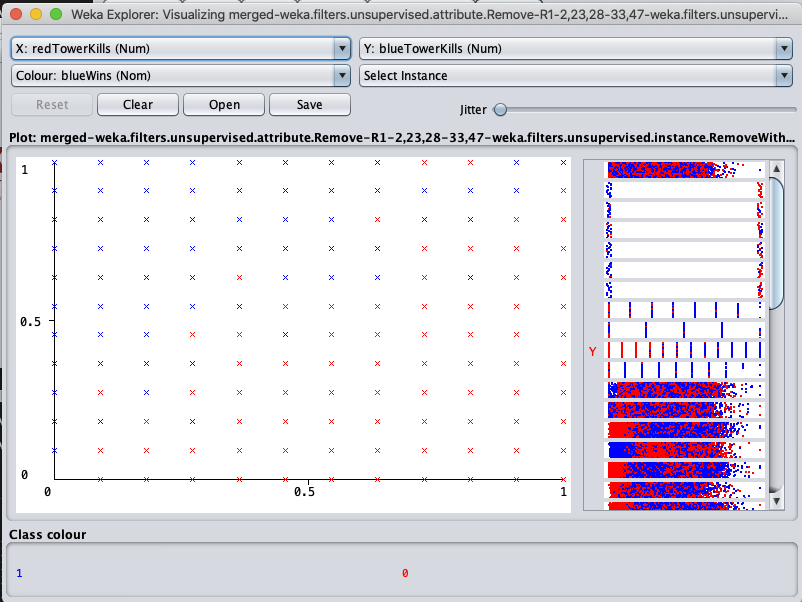 Weka Explorer: Visualizing merged-weka.filters.unsupervised.attribute.Remove-R1-2,23,28-33,47-weka.filters.unsupervi...
X: redTowerKills (Num)
Y: blueTowerKills (Num)
Colour: blueWins (Nom)
Select Instance
Reset
Clear
Open
Save
Jitter
Plot: merged-weka.filters.unsupervised.attribute.Remove-R1-2,23,28-33,47-weka.filters.unsupervised.instance.RemoveWith...
1
0.5
0
0
0.5
1
Y
Class colour
1
0